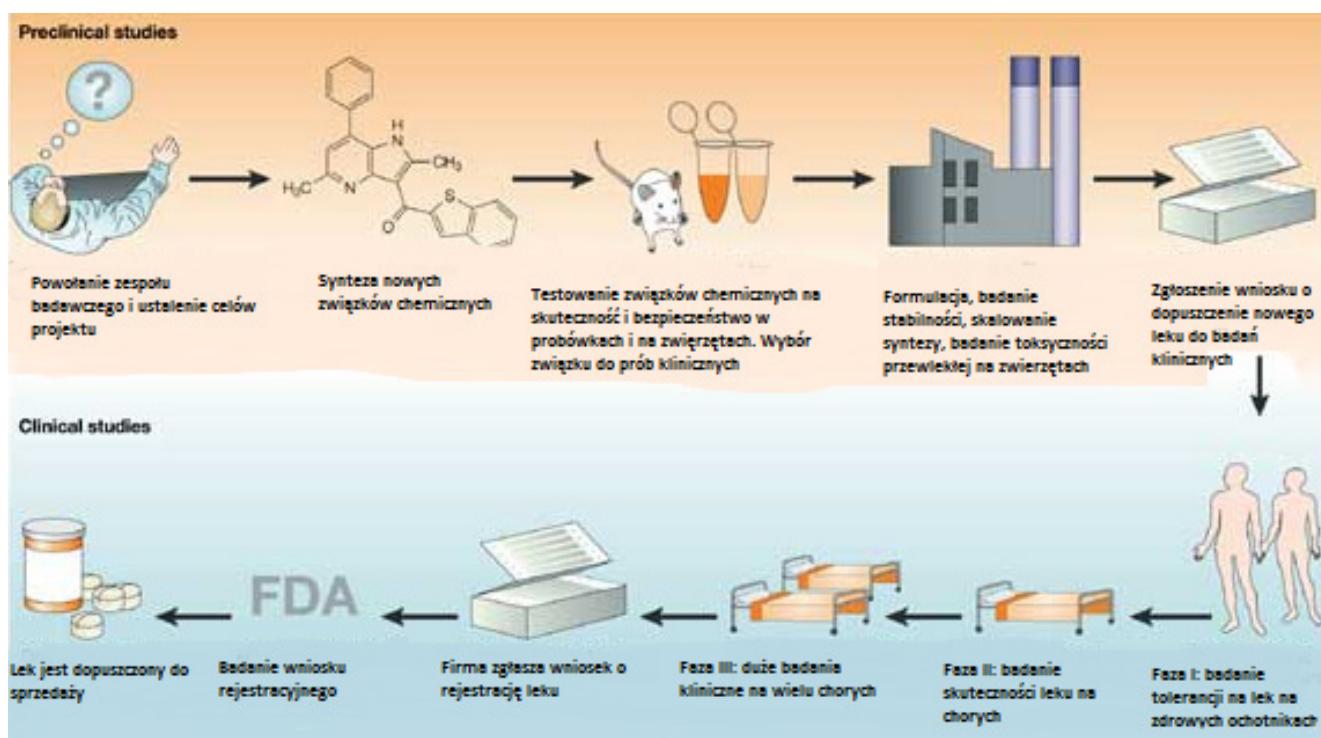 Preclinical studies
?
H
N
CH₃
H₃C
N
S
O
Powołanie zespołu
badawczego i ustalenie celów
projektu
Synteza nowych
związków chemicznych
Testowanie związków chemicznych na
skuteczność i bezpieczeństwo w
probówkach i na zwięrzętach. Wybór
związku do prób klinicznych
Formulacja, badanie
stabilności, skalowanie
syntezy, badanie toksyczności
przewlekłej na zwierzętach
Zgłoszenie wniosku o
dopuszczenie nowego
leku do badań
klinicznych
Clinical studies
FDA
Lek jest dopuszczony do
sprzedaży
Badanie wniosku
rejestracyjnego
Firma zgłasza wniosek o
rejestrację leku
Faza III: duże badania
kliniczne na wielu chorych
Faza II: badanie
skuteczności leku na
chorych
Faza I: badanie
tolerancji na lek na
zdrowych ochotnikach